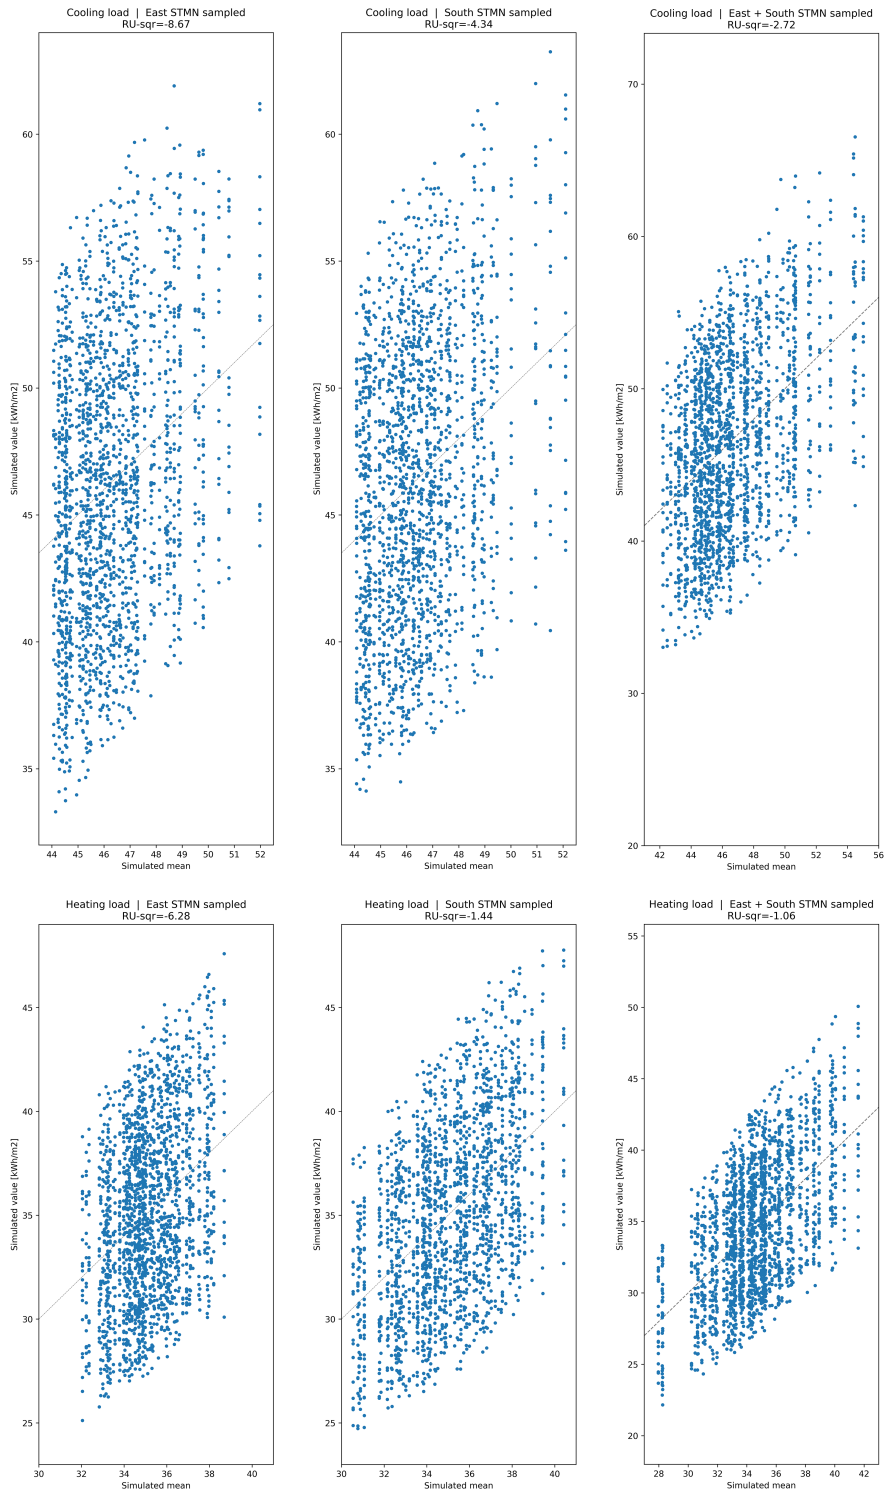 Cooling load | East STMN sampled
RU-sqr=-8.67
Simulated value [kWh/m2]
60
55
50
45
40
35
44 45 46 47 48 49 50 51 52
Simulated mean
Cooling load | South STMN sampled
RU-sqr=-4.34
Simulated value [kWh/m2]
60
55
50
45
40
35
44 45 46 47 48 49 50 51 52
Simulated mean
Cooling load | East + South STMN sampled
RU-sqr=-2.72
Simulated value [kWh/m2]
70
60
50
40
30
20
42 44 46 48 50 52 54 56
Simulated mean
Heating load | East STMN sampled
RU-sqr=-6.28
Simulated value [kWh/m2]
45
40
35
30
25
30 32 34 36 38 40
Simulated mean
Heating load | South STMN sampled
RU-sqr=-1.44
Simulated value [kWh/m2]
45
40
35
30
25
30 32 34 36 38 40
Simulated mean
Heating load | East + South STMN sampled
RU-sqr=-1.06
Simulated value [kWh/m2]
55
50
45
40
35
30
25
20
28 30 32 34 36 38 40 42
Simulated mean